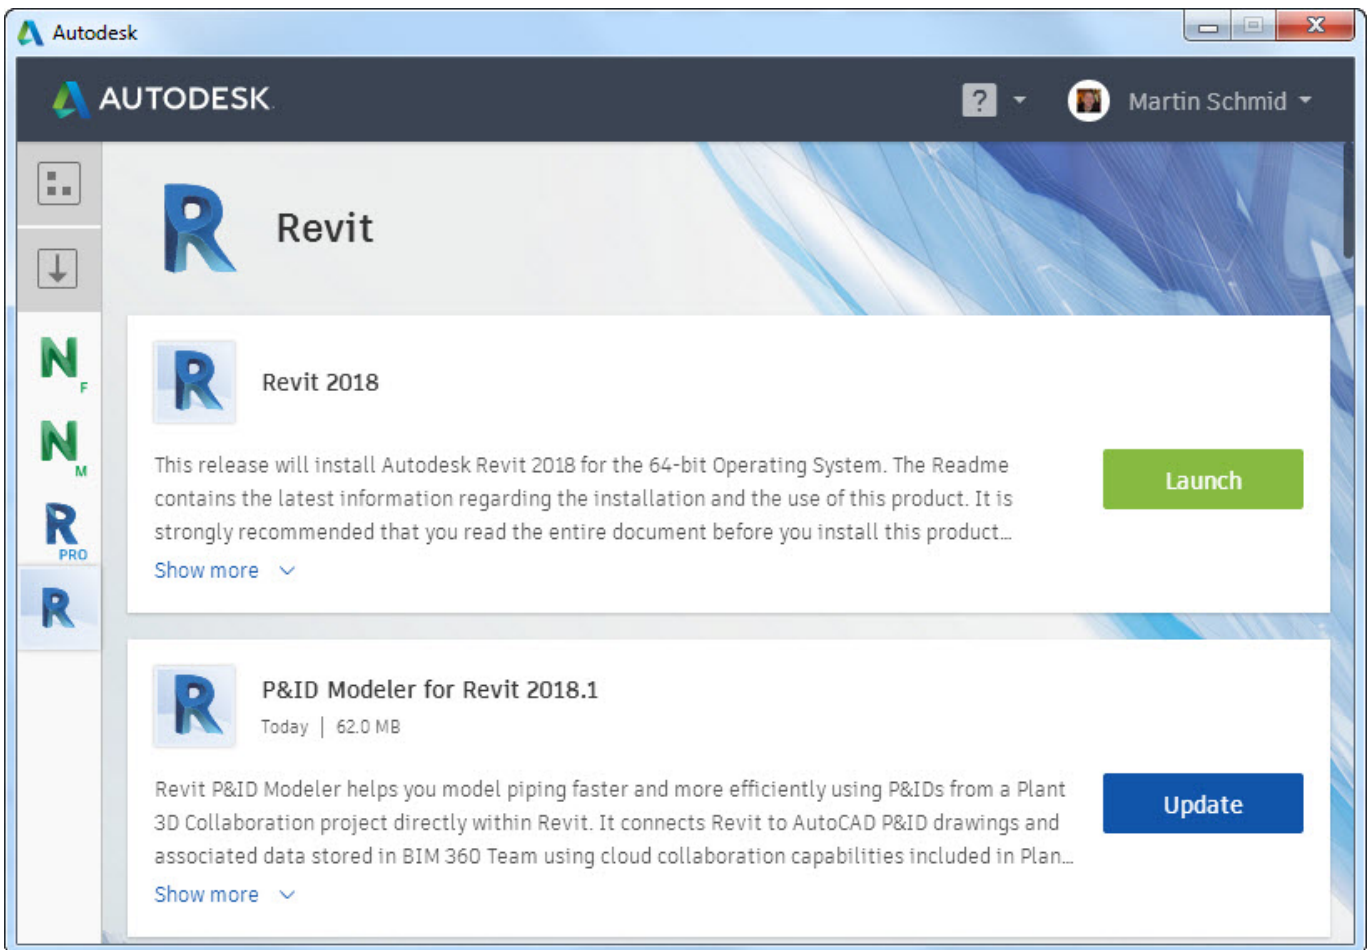 Autodesk
AUTODESK
? Martin Schmid
Revit
N F
N M
R PRO
R
Revit 2018
This release will install Autodesk Revit 2018 for the 64-bit Operating System. The Readme
contains the latest information regarding the installation and the use of this product. It is
strongly recommended that you read the entire document before you install this product...
Show more
Launch
P&ID Modeler for Revit 2018.1
Today | 62.0 MB
Revit P&ID Modeler helps you model piping faster and more efficiently using P&IDs from a Plant
3D Collaboration project directly within Revit. It connects Revit to AutoCAD P&ID drawings and
associated data stored in BIM 360 Team using cloud collaboration capabilities included in Plan...
Show more
Update